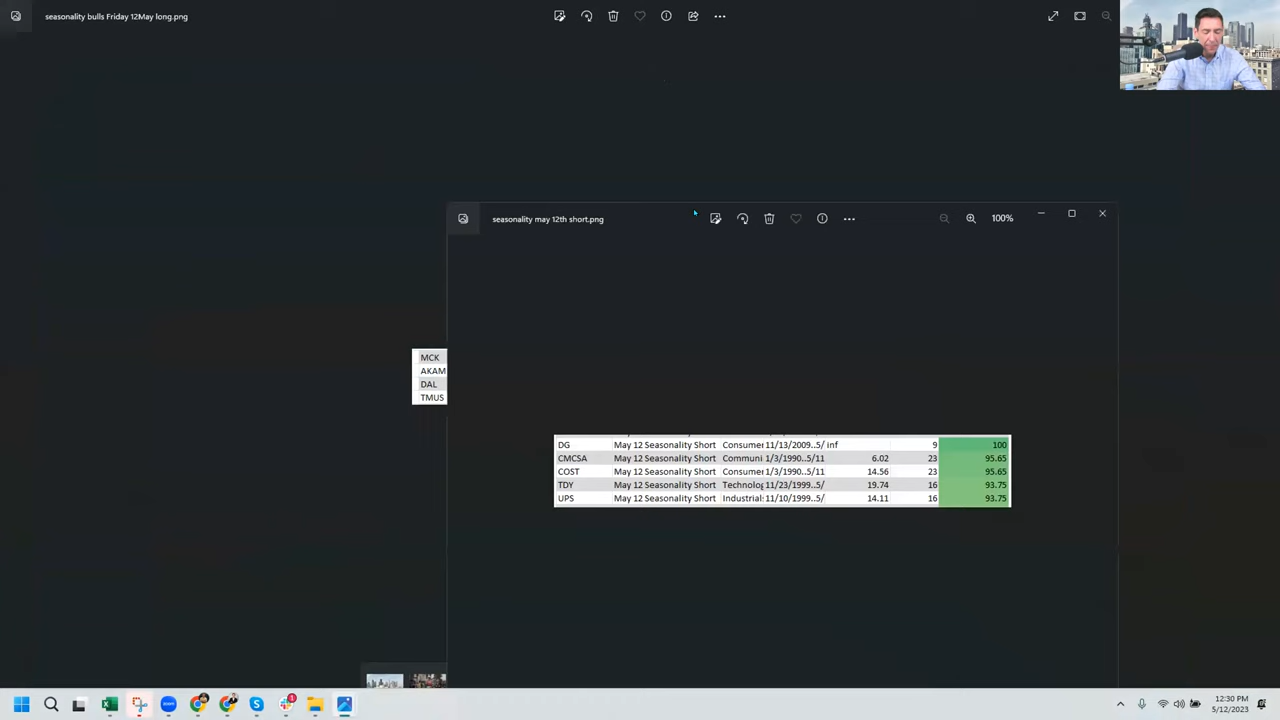 seasonality bulls Friday 12May long.png
seasonality may 12th short.png
100%
MCK
AKAM
DAL
TMUS
DG May 12 Seasonality Short Consumer 11/13/2009..5/ inf 9 100
CMCSA May 12 Seasonality Short Communi 1/3/1990..5/11 6.02 23 95.65
COST May 12 Seasonality Short Consumer 1/3/1990..5/11 14.56 23 95.65
TDY May 12 Seasonality Short Technolog 11/23/1999..5/ 19.74 16 93.75
UPS May 12 Seasonality Short Industrials 11/10/1999..5/ 14.11 16 93.75
zoom
1
12:30 PM
5/12/2023